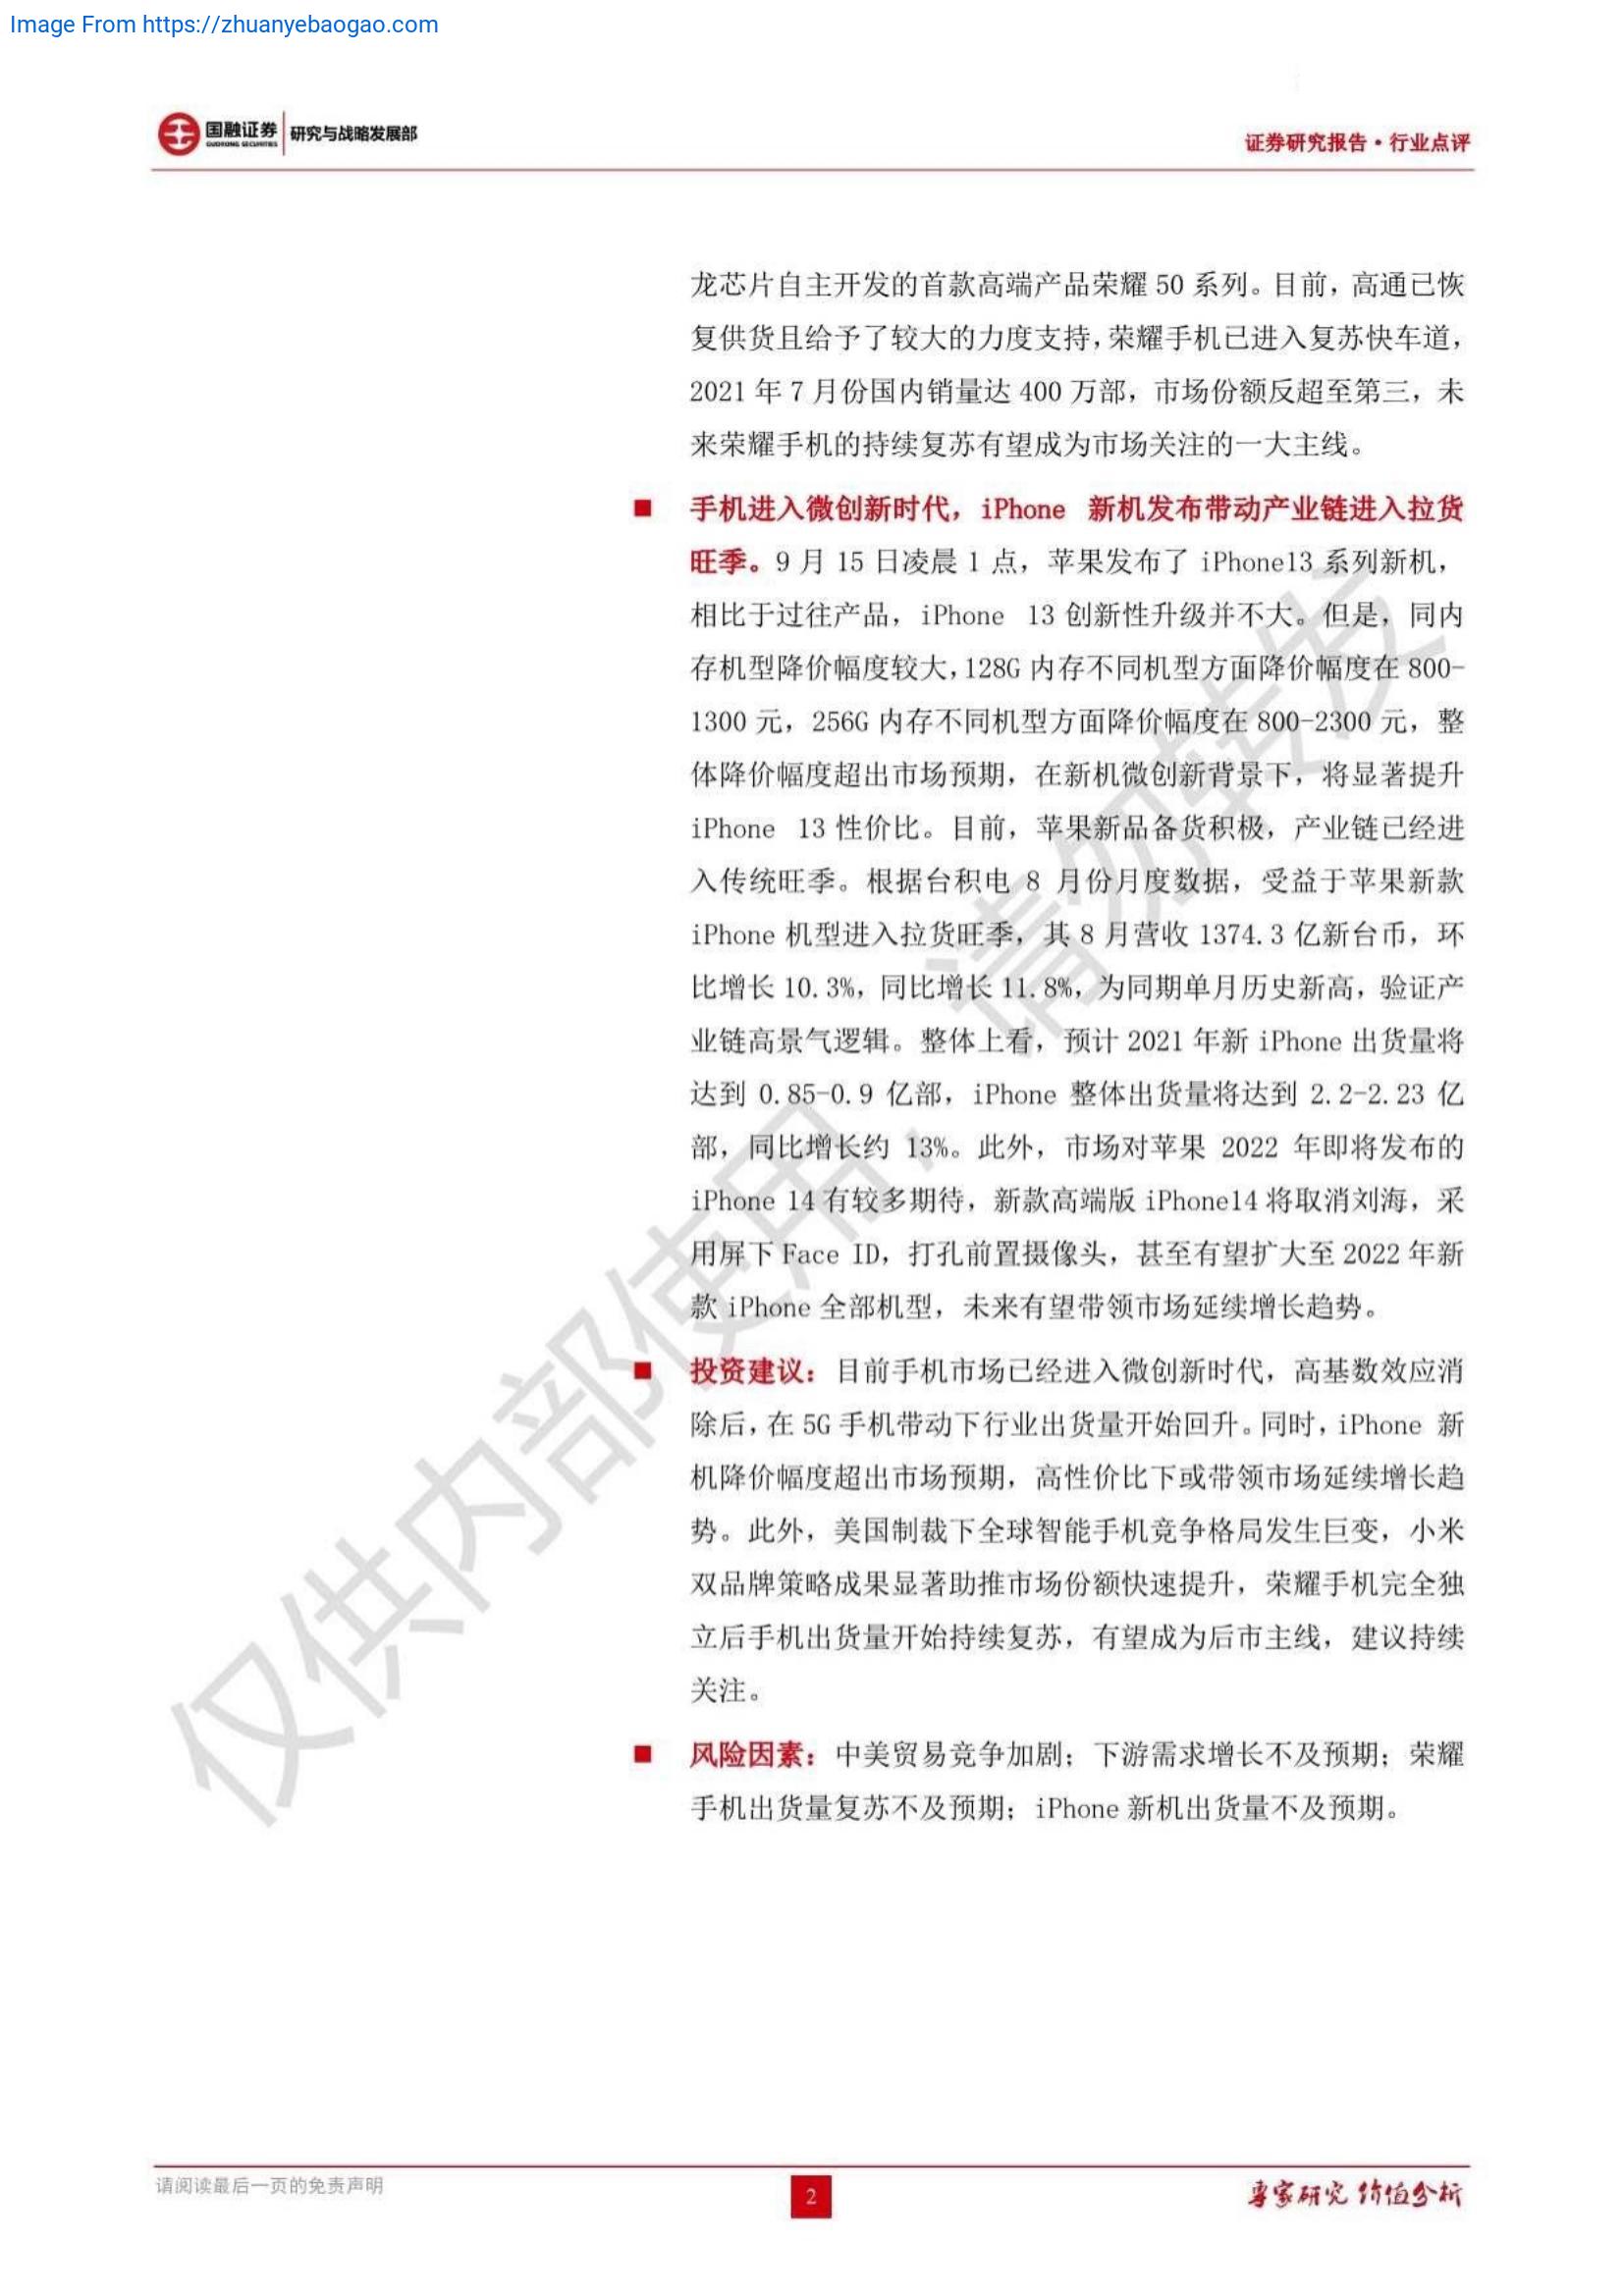 Image From https://zhuanyebaogao.com
国融证券 研究与战略发展部
GUORONG SECURITIES
证券研究报告·行业点评
龙芯片自主开发的首款高端产品荣耀 50 系列。目前，高通已恢
复供货且给予了较大的力度支持，荣耀手机已进入复苏快车道，
2021 年 7 月份国内销量达 400 万部，市场份额反超至第三，未
来荣耀手机的持续复苏有望成为市场关注的一大主线。
■ 手机进入微创新时代，iPhone 新机发布带动产业链进入拉货
旺季。9 月 15 日凌晨 1 点，苹果发布了 iPhone13 系列新机，
相比于过往产品，iPhone 13 创新性升级并不大。但是，同内
存机型降价幅度较大，128G 内存不同机型方面降价幅度在 800-
1300 元，256G 内存不同机型方面降价幅度在 800-2300 元，整
体降价幅度超出市场预期，在新机微创新背景下，将显著提升
iPhone 13 性价比。目前，苹果新品备货积极，产业链已经进
入传统旺季。根据台积电 8 月份月度数据，受益于苹果新款
iPhone 机型进入拉货旺季，其 8 月营收 1374.3 亿新台币，环
比增长 10.3%，同比增长 11.8%，为同期单月历史新高，验证产
业链高景气逻辑。整体上看，预计 2021 年新 iPhone 出货量将
达到 0.85-0.9 亿部，iPhone 整体出货量将达到 2.2-2.23 亿
部，同比增长约 13%。此外，市场对苹果 2022 年即将发布的
iPhone 14 有较多期待，新款高端版 iPhone14 将取消刘海，采
用屏下 Face ID，打孔前置摄像头，甚至有望扩大至 2022 年新
款 iPhone 全部机型，未来有望带领市场延续增长趋势。
■ 投资建议：目前手机市场已经进入微创新时代，高基数效应消
除后，在 5G 手机带动下行业出货量开始回升。同时，iPhone 新
机降价幅度超出市场预期，高性价比下或带领市场延续增长趋
势。此外，美国制裁下全球智能手机竞争格局发生巨变，小米
双品牌策略成果显著助推市场份额快速提升，荣耀手机完全独
立后手机出货量开始持续复苏，有望成为后市主线，建议持续
关注。
■ 风险因素：中美贸易竞争加剧；下游需求增长不及预期；荣耀
手机出货量复苏不及预期；iPhone 新机出货量不及预期。
仅供内部使用，请勿转发
请阅读最后一页的免责声明
2
专家研究 价值分析